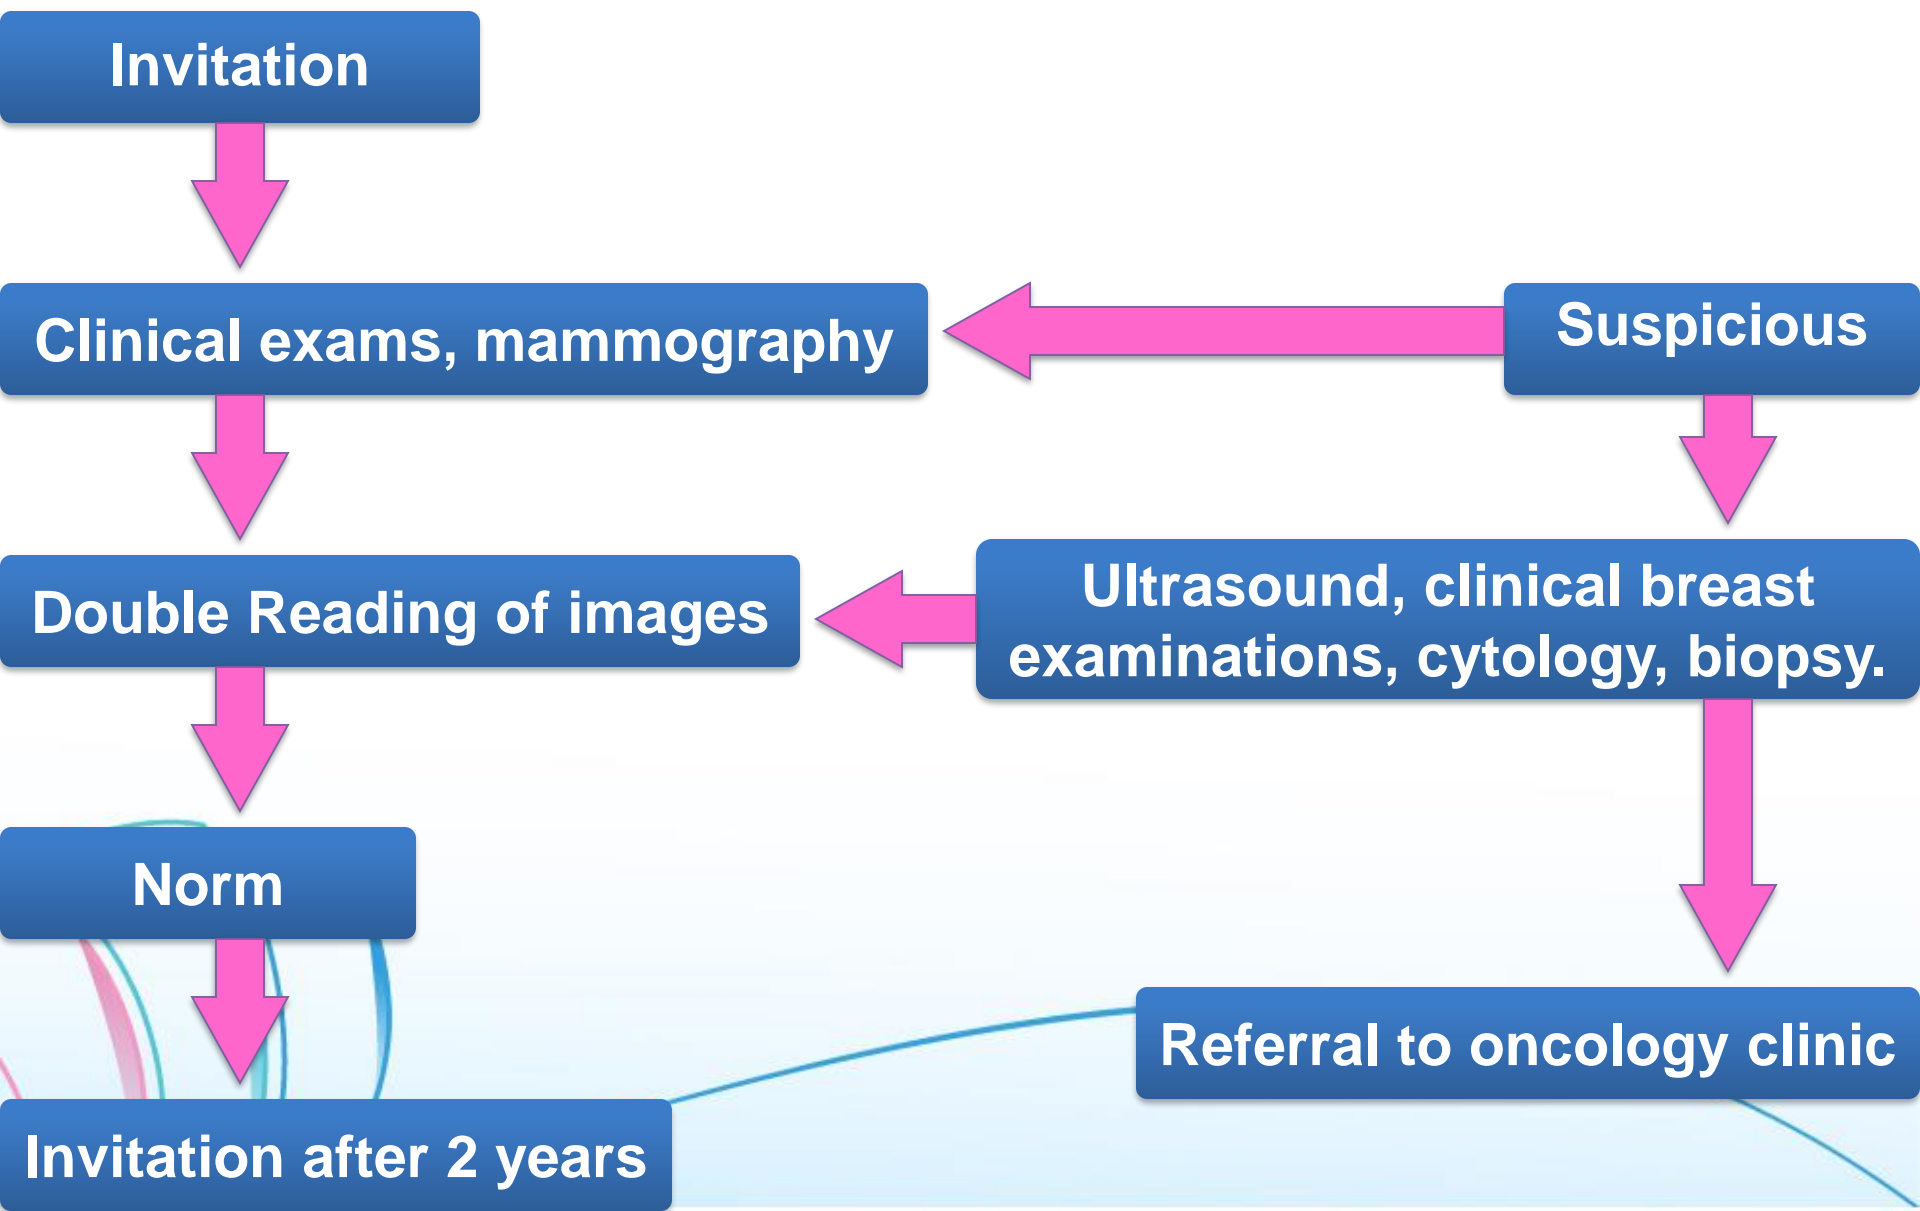 Invitation
Clinical exams, mammography
Suspicious
Double Reading of images
Ultrasound, clinical breast
examinations, cytology, biopsy.
Norm
Referral to oncology clinic
Invitation after 2 years